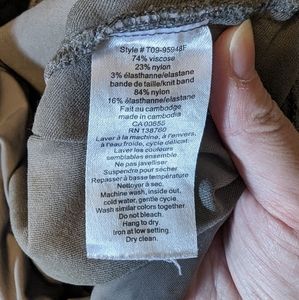 Style # T09-95948F
74% viscose
23% nylon
3% élasthanne/elastane
bande de taille/knit band
84% nylon
16% élasthanne/elastane
Fait au cambodia
made in cambodia
CA 00855
RN 138760
Laver à la machine, à l'envers,
à l'eau froide, cycle délicat.
Laver les couleurs
semblables ensemble.
Ne pas javelliser
Suspendre pour sécher
Repasser à basse température
Nettoyer à sec.
Machine wash, inside out,
cold water, gentle cycle.
Wash similar colors together.
Do not bleach.
Hang to dry.
Iron at low setting.
Dry clean.